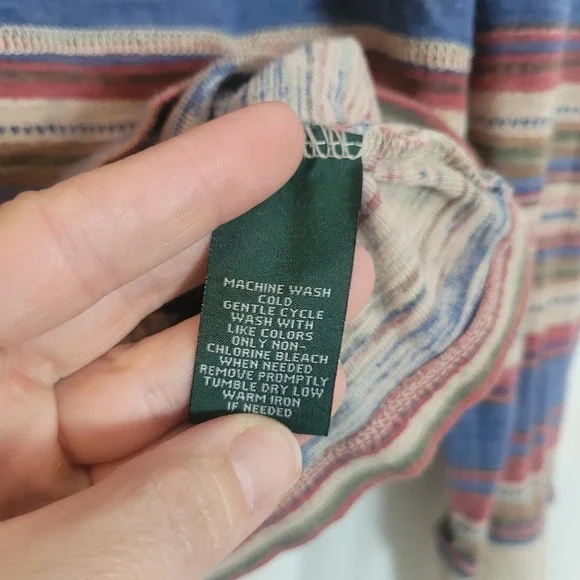 MACHINE WASH
COLD
GENTLE CYCLE
WASH WITH
LIKE COLORS
ONLY NON-
CHLORINE BLEACH
WHEN NEEDED
REMOVE PROMPTLY
TUMBLE DRY LOW
WARM IRON
IF NEEDED